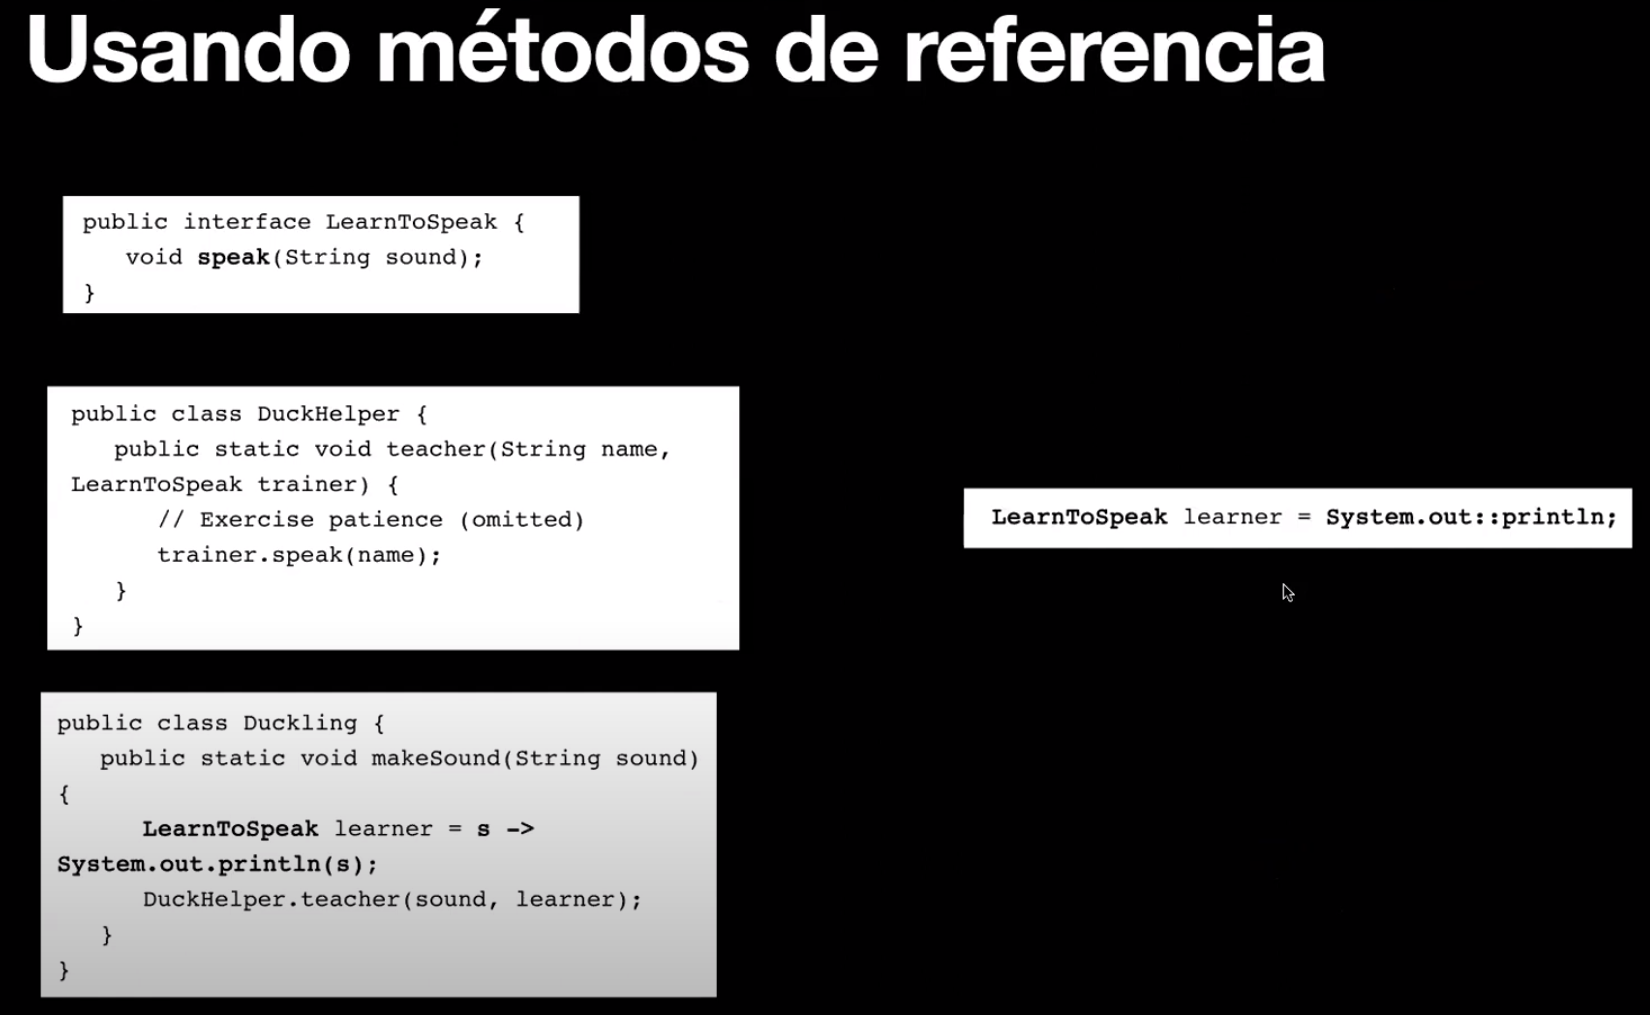 Usando métodos de referencia
public interface LearnToSpeak {
void speak(String sound);
}
public class DuckHelper {
public static void teacher(String name,
LearnToSpeak trainer) {
// Exercise patience (omitted)
trainer.speak(name);
}
}
LearnToSpeak learner = System.out::println;
public class Duckling {
public static void makeSound(String sound)
{
LearnToSpeak learner = s ->
System.out.println(s);
DuckHelper.teacher(sound, learner);
}
}